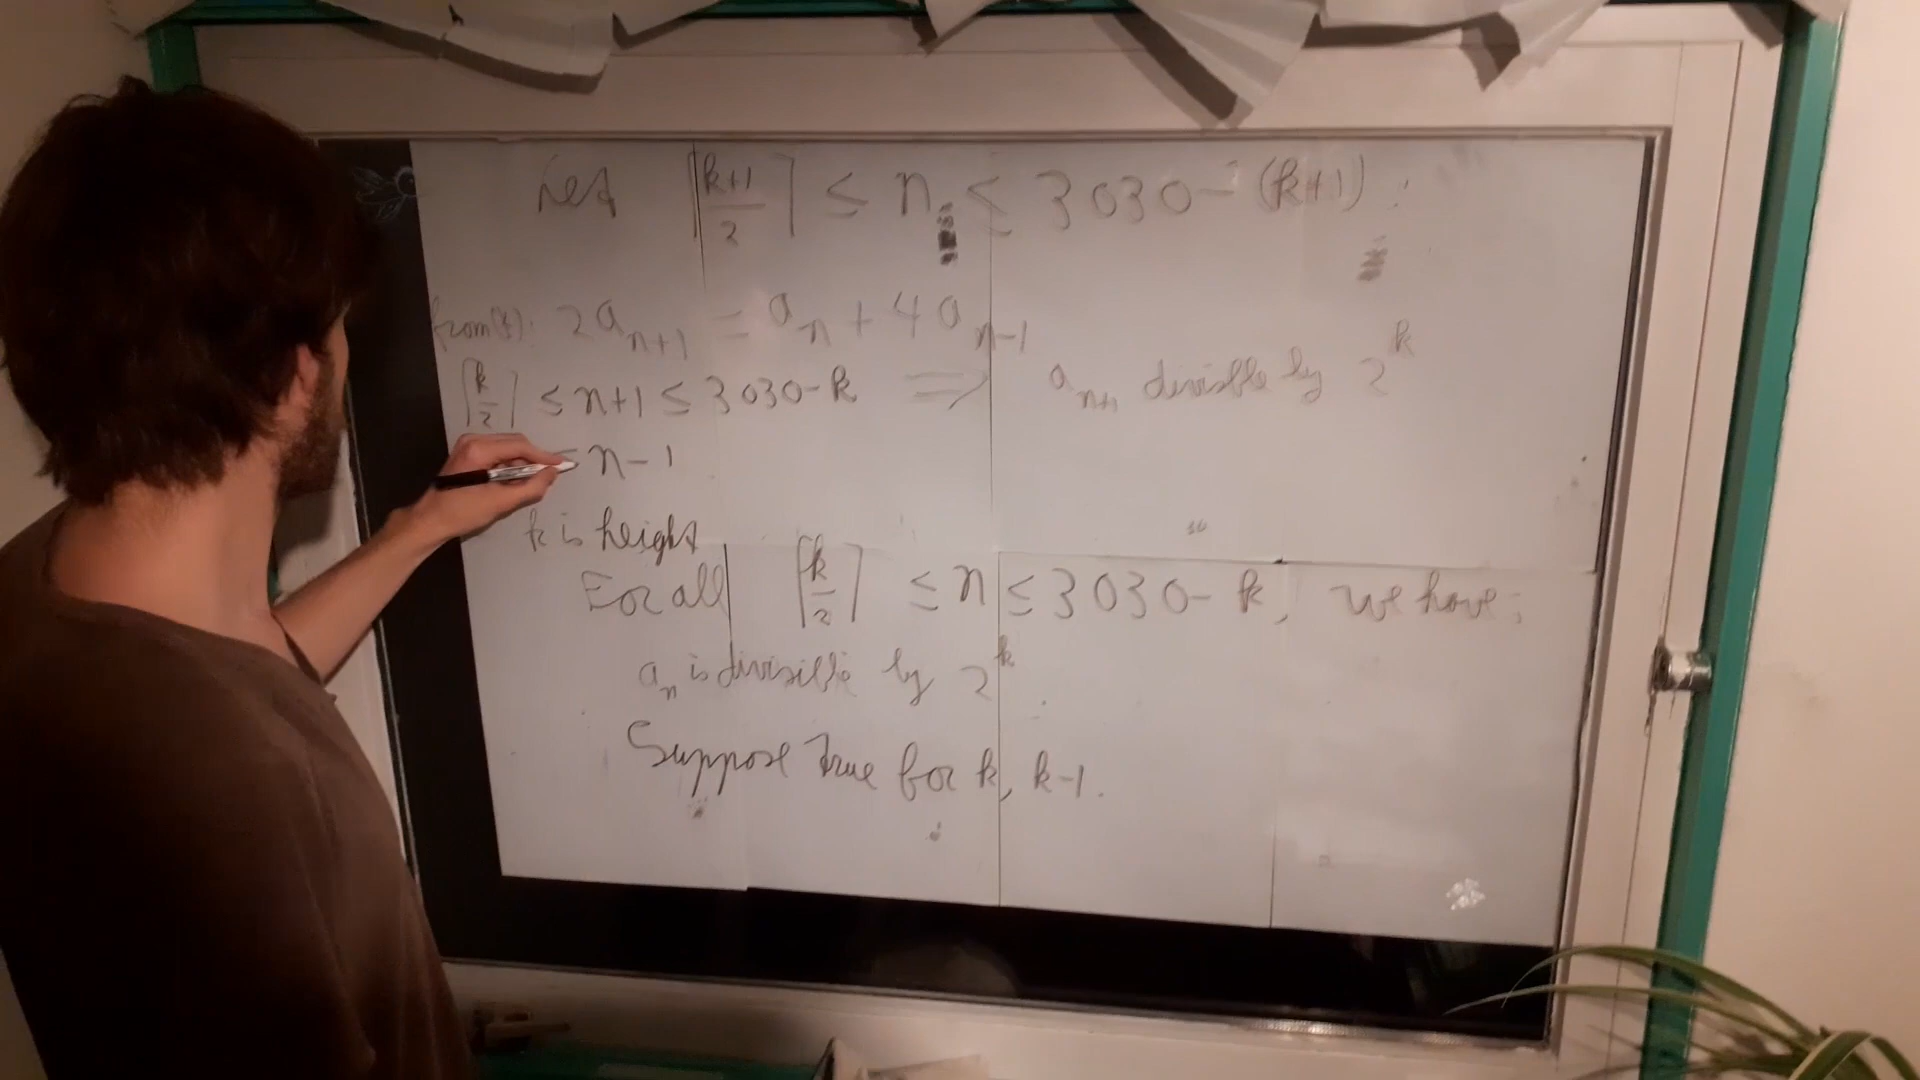 Let ⌈k+1/2⌉ ≤ n ≤ 3030-(k+1).
from(*): 2a_{n+1} = a_n + 4a_{n-1}
⌈k/2⌉ ≤ n+1 ≤ 3030-k ⟹ a_{n+1} divisible by 2^k
≤ n-1
k is height
For all ⌈k/2⌉ ≤ n ≤ 3030-k, we have:
a_n is divisible by 2^k.
Suppose True for k, k-1.